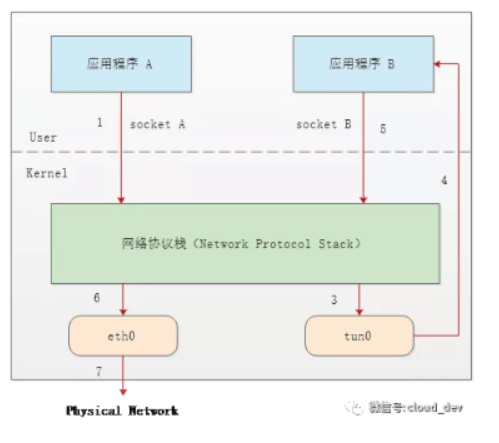 应用程序 A
应用程序 B
1
socket A
socket B
5
User
Kernel
4
网络协议栈（Network Protocol Stack）
6
3
eth0
tun0
7
Physical Network
微信号:cloud_dev